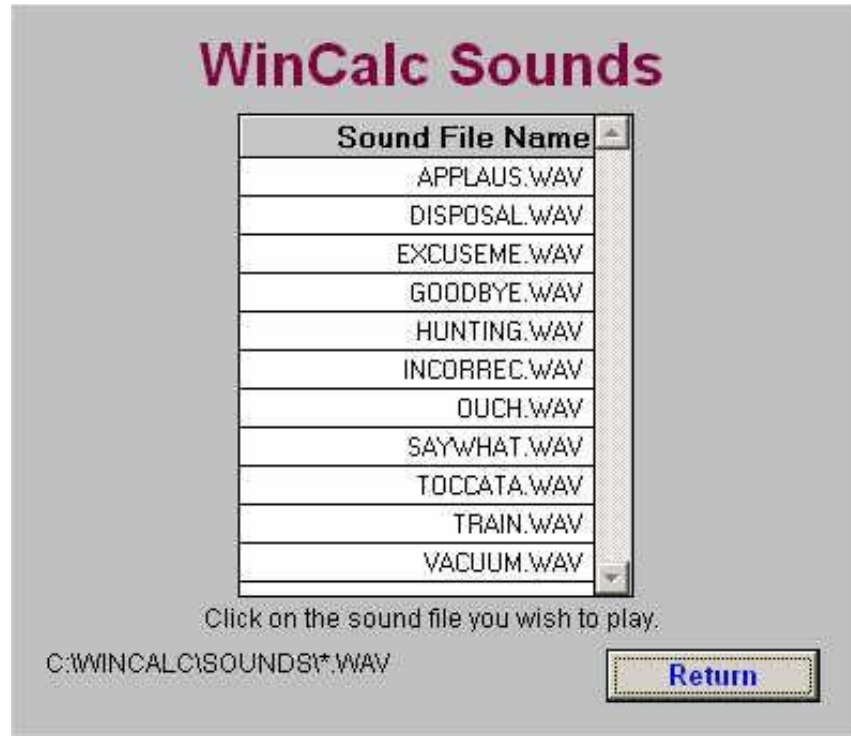 WinCalc Sounds
Sound File Name
APPLAUS.WAV
DISPOSAL.WAV
EXCUSEME.WAV
GOODBYE.WAV
HUNTING.WAV
INCORREC.WAV
OUCH.WAV
SAYWHAT.WAV
TOCCATA.WAV
TRAIN.WAV
VACUUM.WAV
Click on the sound file you wish to play.
C:\WINCALC\SOUNDS\*.WAV
Return